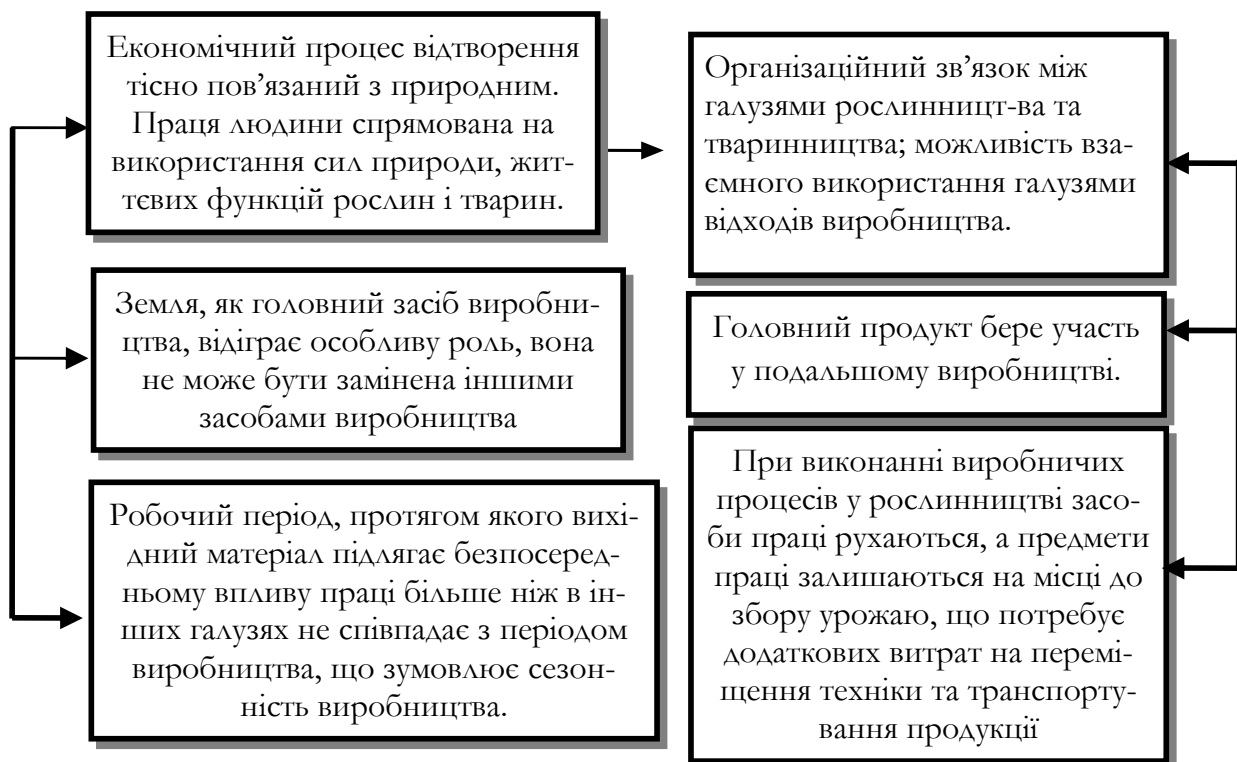 Економічний процес відтворення
тісно пов’язаний з природним.
Праця людини спрямована на
використання сил природи, жит-
тєвих функцій рослин і тварин.
Земля, як головний засіб виробни-
цтва, відіграє особливу роль, вона
не може бути замінена іншими
засобами виробництва
Робочий період, протягом якого вихі-
дний матеріал підлягає безпосеред-
ньому впливу праці більше ніж в ін-
ших галузях не співпадає з періодом
виробництва, що зумовлює сезон-
ність виробництва.
Організаційний зв’язок між
галузями рослинницт-ва та
тваринництва; можливість вза-
ємного використання галузями
відходів виробництва.
Головний продукт бере участь
у подальшому виробництві.
При виконанні виробничих
процесів у рослинництві засо-
би праці рухаються, а предмети
праці залишаються на місці до
збору урожаю, що потребує
додаткових витрат на перемі-
щення техніки та транспорту-
вання продукції